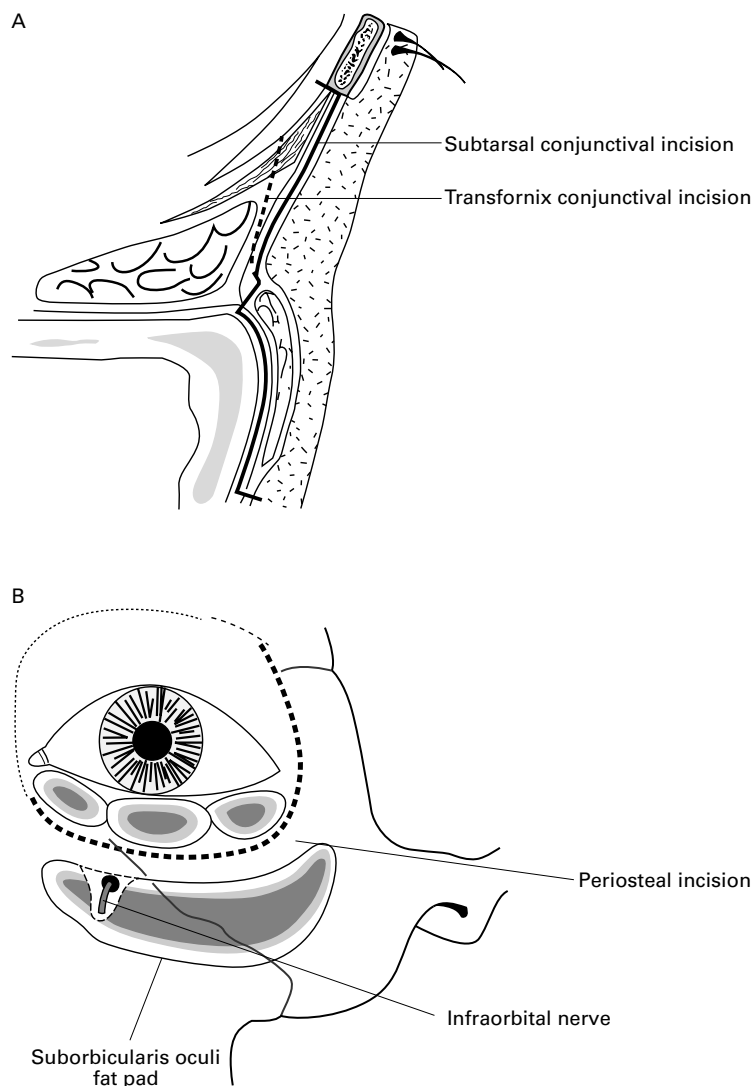 A
Subtarsal conjunctival incision
Transfornix conjunctival incision
B
Periosteal incision
Infraorbital nerve
Suborbicularis oculi
fat pad